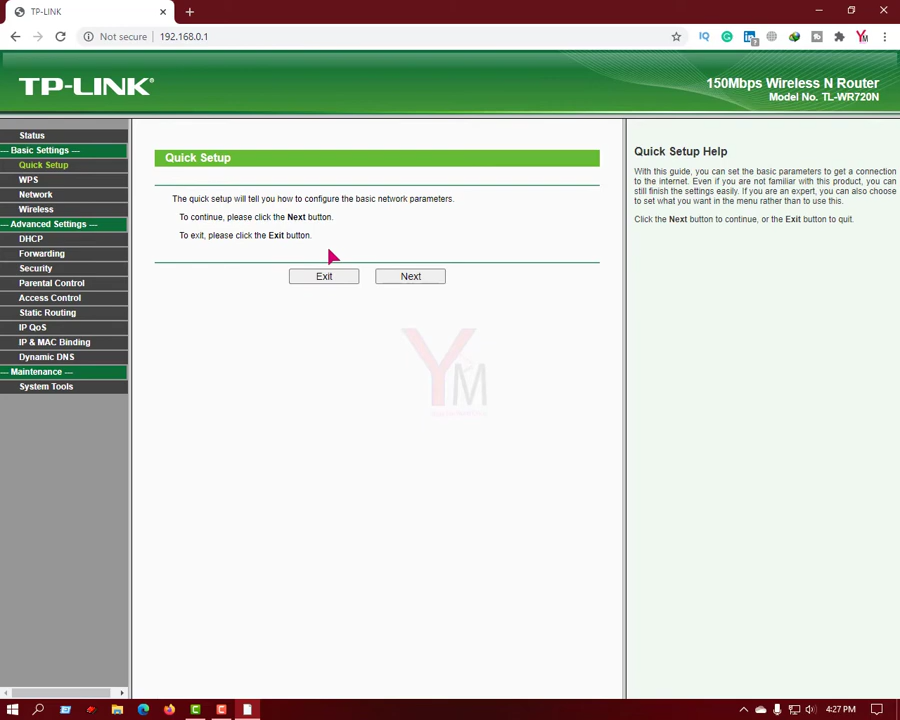 TP-LINK
Not secure | 192.168.0.1
IQ
YM
TP-LINK®
150Mbps Wireless N Router
Model No. TL-WR720N
Status
Basic Settings ---
Quick Setup
WPS
Network
Wireless
Advanced Settings ---
DHCP
Forwarding
Security
Parental Control
Access Control
Static Routing
IP QoS
IP & MAC Binding
Dynamic DNS
--- Maintenance ---
System Tools
Quick Setup
The quick setup will tell you how to configure the basic network parameters.
To continue, please click the Next button.
To exit, please click the Exit button.
Exit
Next
YM
Quick Setup Help
With this guide, you can set the basic parameters to get a connection
to the internet. Even if you are not familiar with this product, you can
still finish the settings easily. If you are an expert, you can also choose
to set what you want in the menu rather than to use this.
Click the Next button to continue, or the Exit button to quit.
4:27 PM